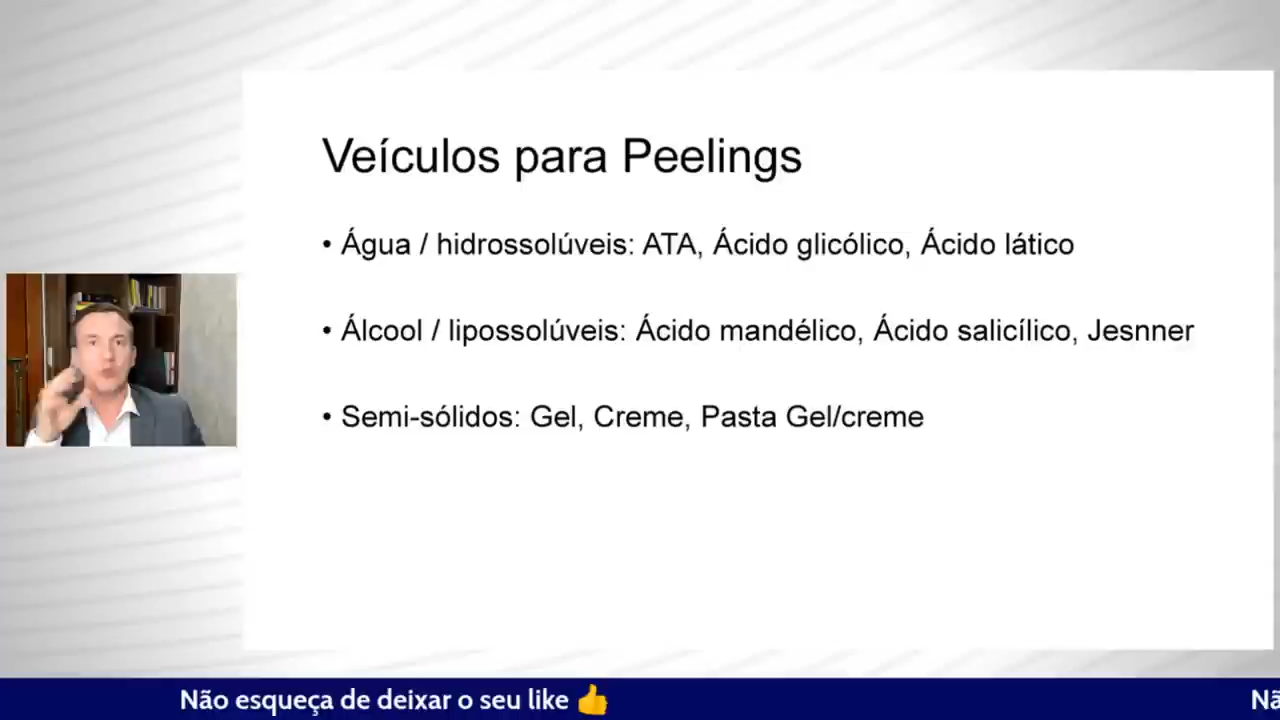 Veículos para Peelings
• Água / hidrossolúveis: ATA, Ácido glicólico, Ácido lático
• Álcool / lipossolúveis: Ácido mandélico, Ácido salicílico, Jesnner
• Semi-sólidos: Gel, Creme, Pasta Gel/creme
Não esqueça de deixar o seu like 👍 Nã